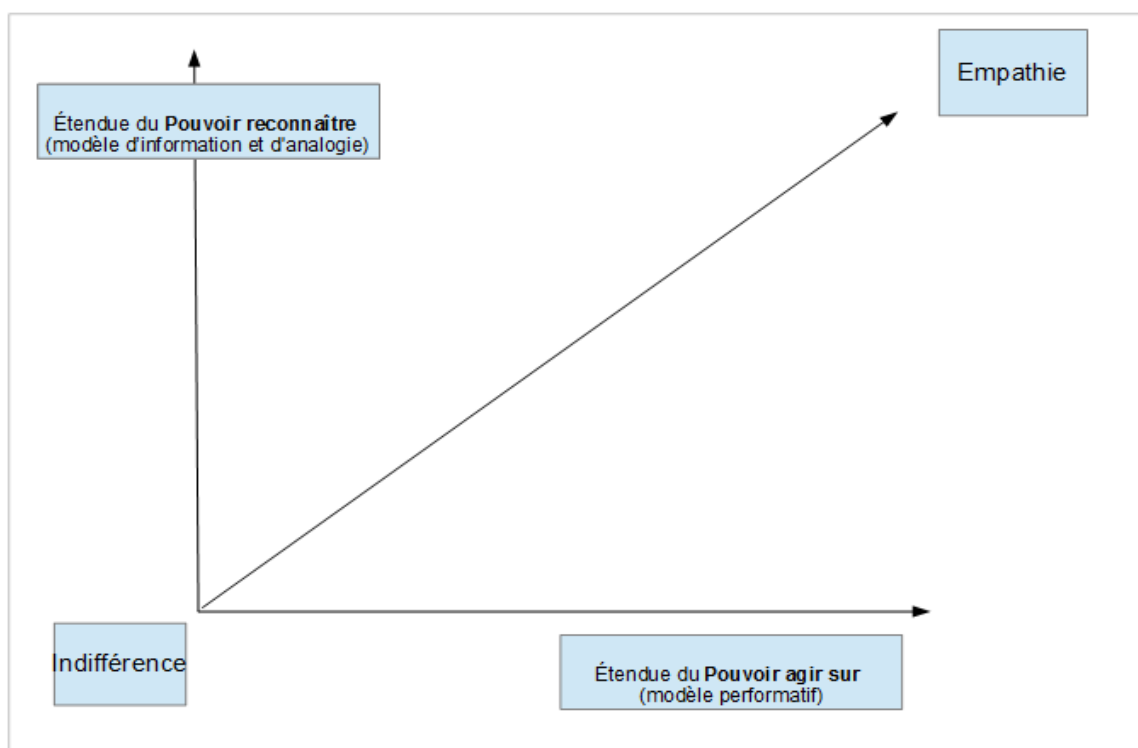 Empathie
Étendue du Pouvoir reconnaître
(modèle d'information et d'analogie)
Indifférence
Étendue du Pouvoir agir sur
(modèle performatif)